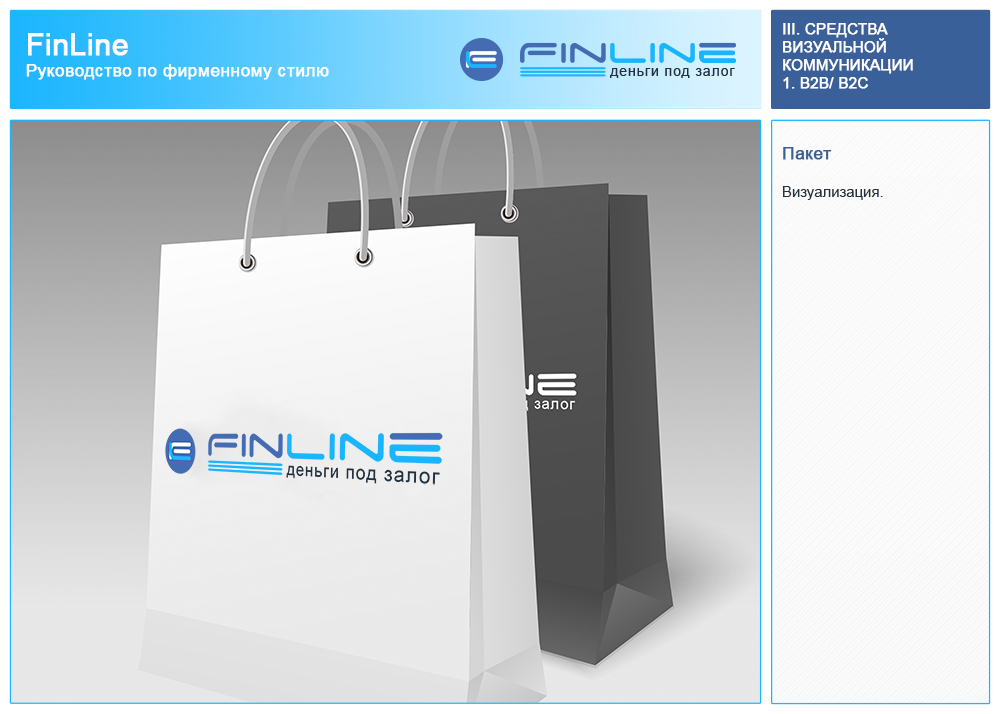 FinLine
Руководство по фирменному стилю
FINLINE
деньги под залог
III. СРЕДСТВА
ВИЗУАЛЬНОЙ
КОММУНИКАЦИИ
1. B2B/ B2C
Пакет
Визуализация.
FINLINE
деньги под залог
NE
залог